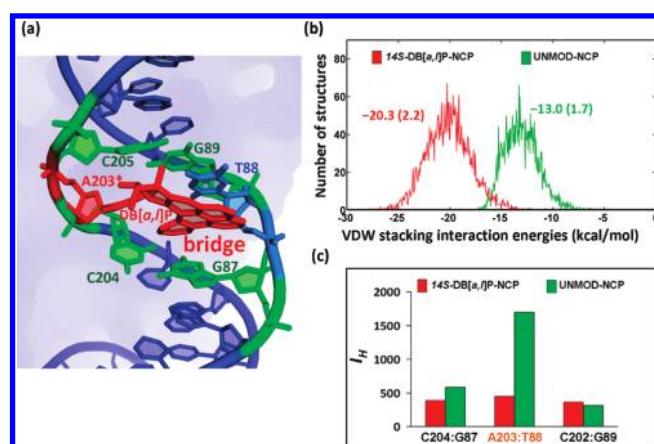 (a)
C205
G89
T88
A203*
DB[a,l]P
bridge
C204
G87
(b)
14S-DB[a,l]P-NCP
UNMOD-NCP
−20.3 (2.2)
−13.0 (1.7)
Number of structures
80
60
40
20
0
-30 -25 -20 -15 -10 -5 0
VDW stacking interaction energies (kcal/mol)
(c)
14S-DB[a,l]P-NCP
UNMOD-NCP
I_H
2000
1500
1000
500
0
C204:G87 A203:T88 C202:G89